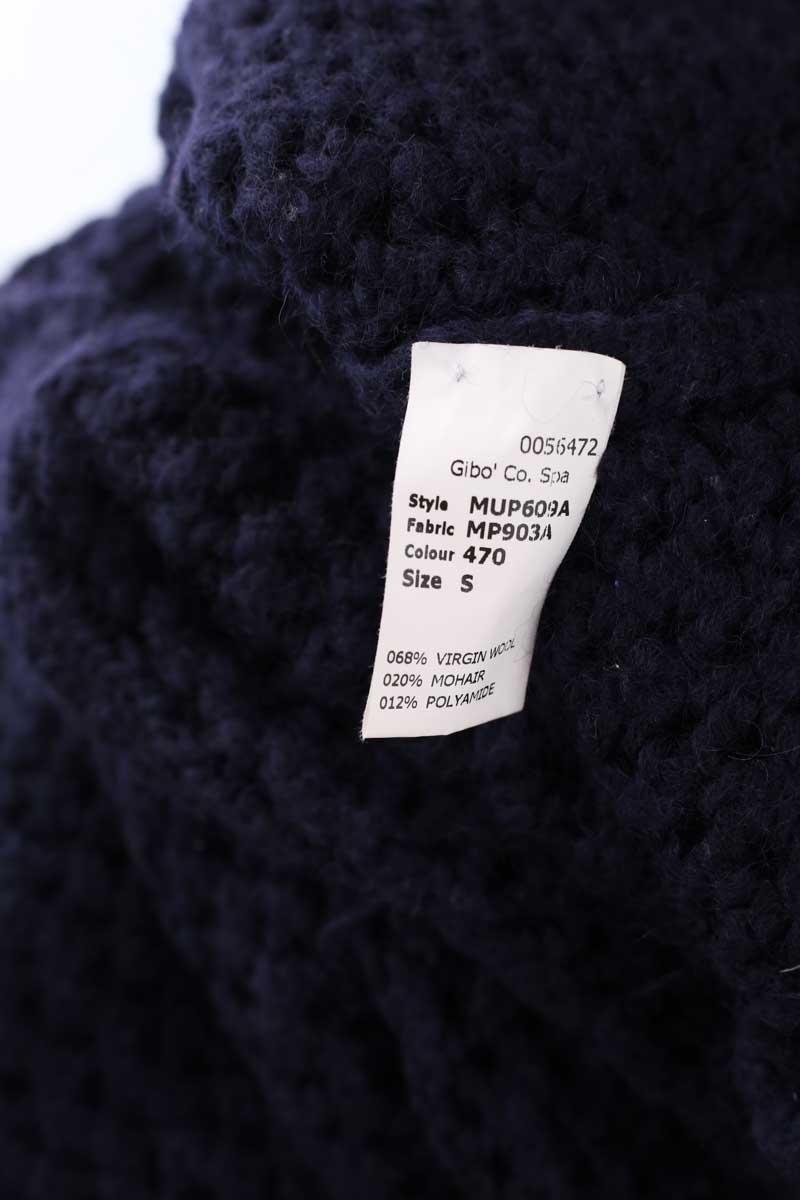 0056472
Gibo' Co. Spa
Style MUP609A
Fabric MP903A
Colour 470
Size S
068% VIRGIN WOOL
020% MOHAIR
012% POLYAMIDE